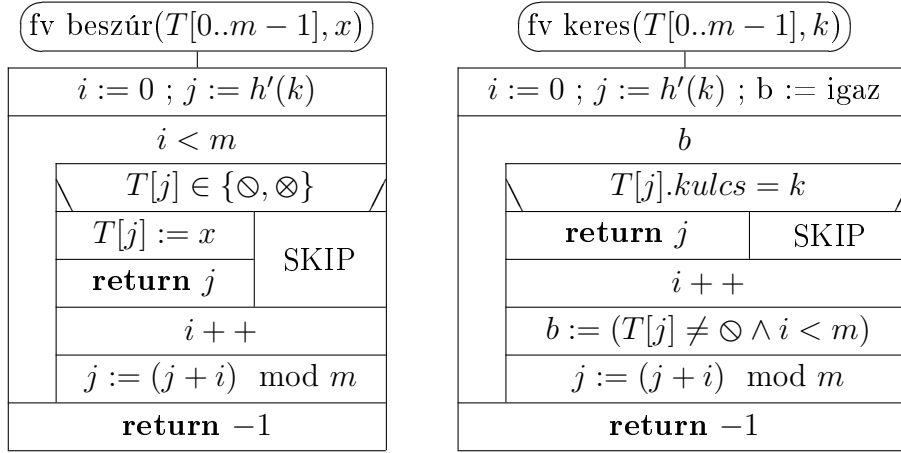 fv beszúr(T[0..m − 1], x)
i := 0 ; j := h′(k)
i < m
T[j] ∈ {⦸, ⊗}
T[j] := x
return j
SKIP
i + +
j := (j + i) mod m
return −1
fv keres(T[0..m − 1], k)
i := 0 ; j := h′(k) ; b := igaz
b
T[j].kulcs = k
return j
SKIP
i + +
b := (T[j] ≠ ⦸ ∧ i < m)
j := (j + i) mod m
return −1